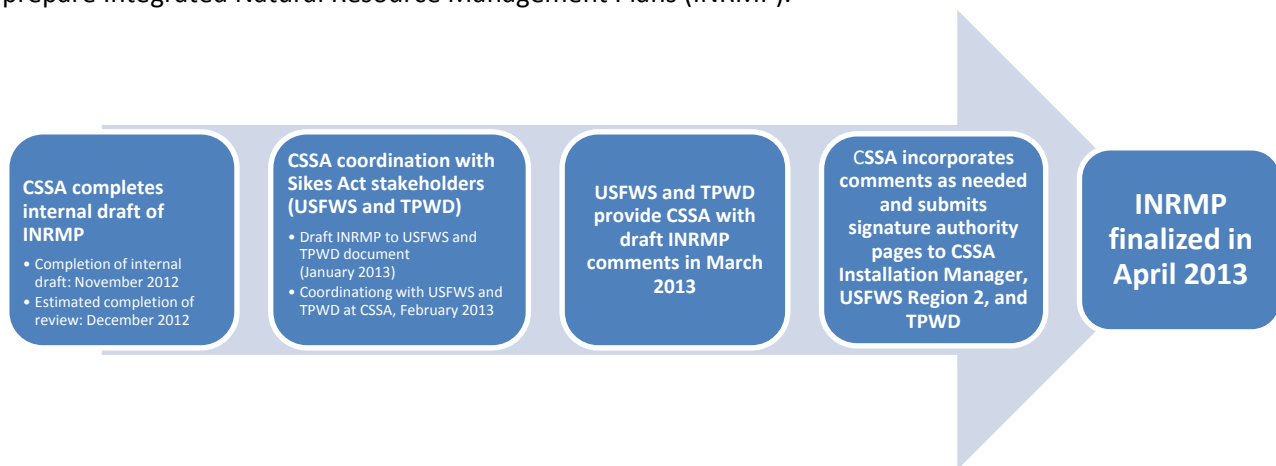 prepare Integrated Natural Resource Management Plans (INRMP).
CSSA completes
internal draft of
INRMP
• Completion of internal
draft: November 2012
• Estimated completion of
review: December 2012
CSSA coordination with
Sikes Act stakeholders
(USFWS and TPWD)
• Draft INRMP to USFWS and
TPWD document
(January 2013)
• Coordinationg with USFWS and
TPWD at CSSA, February 2013
USFWS and TPWD
provide CSSA with
draft INRMP
comments in March
2013
CSSA incorporates
comments as needed
and submits
signature authority
pages to CSSA
Installation Manager,
USFWS Region 2, and
TPWD
INRMP
finalized in
April 2013